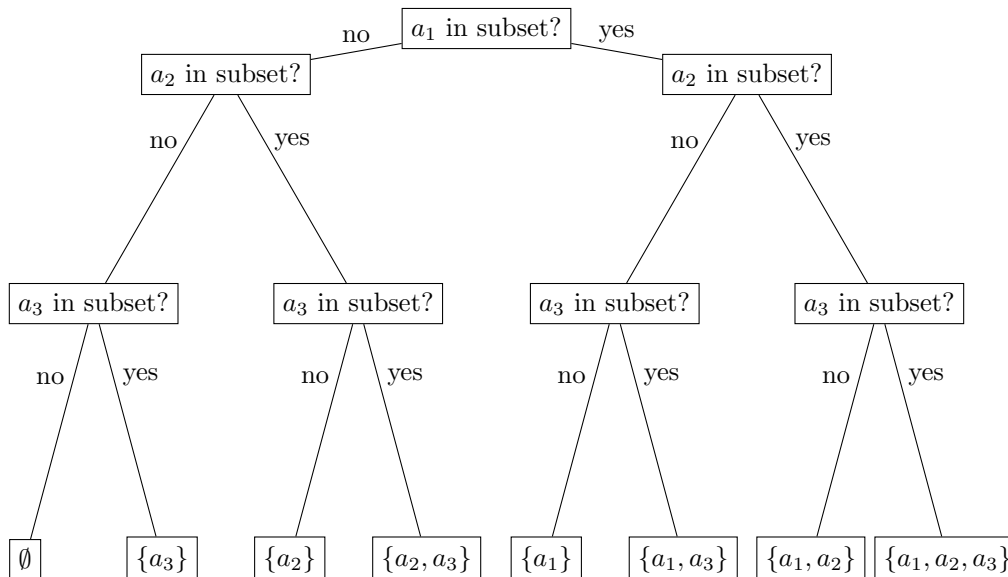 a₁ in subset?
no yes
a₂ in subset? a₂ in subset?
no yes no yes
a₃ in subset? a₃ in subset? a₃ in subset? a₃ in subset?
no yes no yes no yes no yes
∅ {a₃} {a₂} {a₂, a₃} {a₁} {a₁, a₃} {a₁, a₂} {a₁, a₂, a₃}